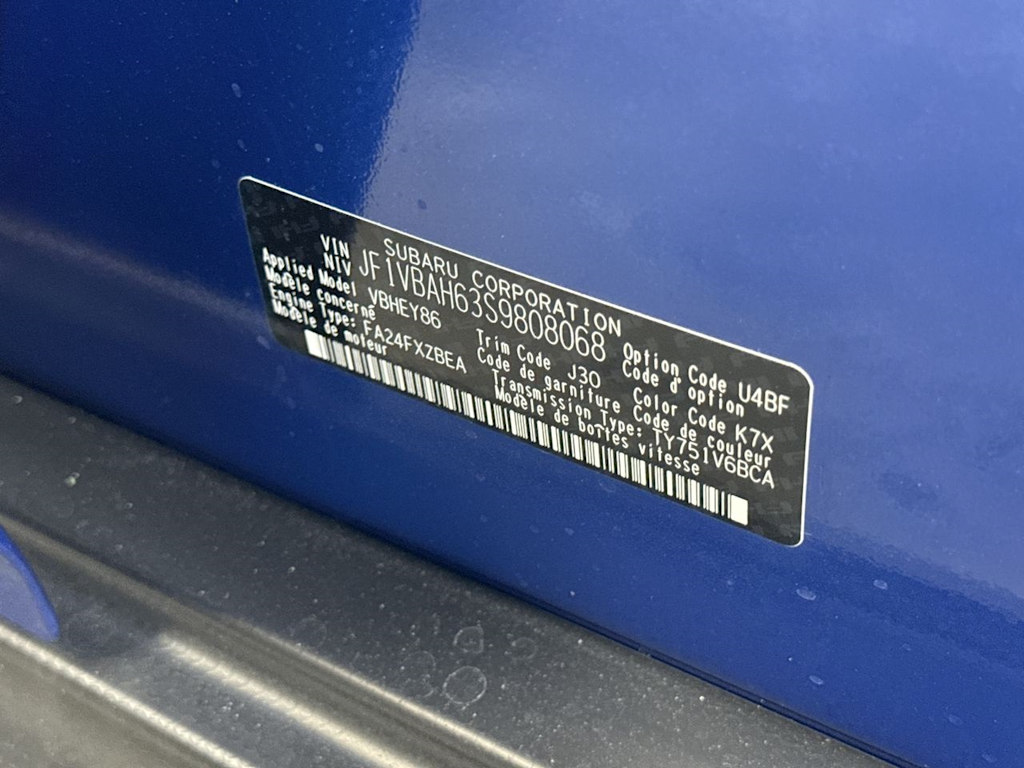 SUBARU CORPORATION
VIN
NIV JF1VBAH63S9808068
Applied Model VBHEY86
Modèle concerné
Trim Code J30
Code de garniture
Option Code U4BF
Code d'option
Engine Type: FA24FXZBEA
Modèle de moteur
Transmission Type: TY751V6BCA
Modèle de boîtes vitesse
Color Code K7X
Code de couleur